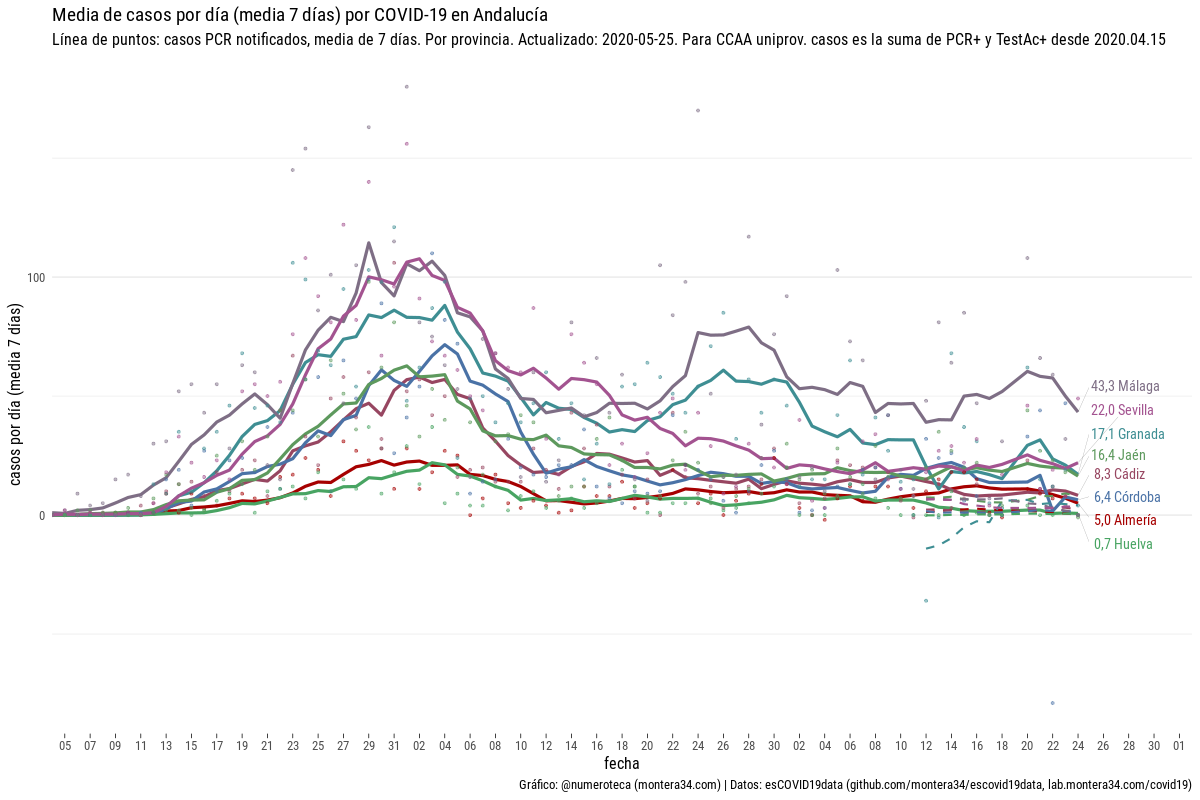 Media de casos por día (media 7 días) por COVID-19 en Andalucía
Línea de puntos: casos PCR notificados, media de 7 días. Por provincia. Actualizado: 2020-05-25. Para CCAA uniprov. casos es la suma de PCR+ y TestAc+ desde 2020.04.15
casos por día (media 7 días)
100
50
0
43,3 Málaga
22,0 Sevilla
17,1 Granada
16,4 Jaén
8,3 Cádiz
6,4 Córdoba
5,0 Almería
0,7 Huelva
05 07 09 11 13 15 17 19 21 23 25 27 29 31 02 04 06 08 10 12 14 16 18 20 22 24 26 28 30 02 04 06 08 10 12 14 16 18 20 22 24 26 28 30 01
fecha
Gráfico: @numeroteca (montera34.com) | Datos: esCOVID19data (github.com/montera34/escovid19data, lab.montera34.com/covid19)